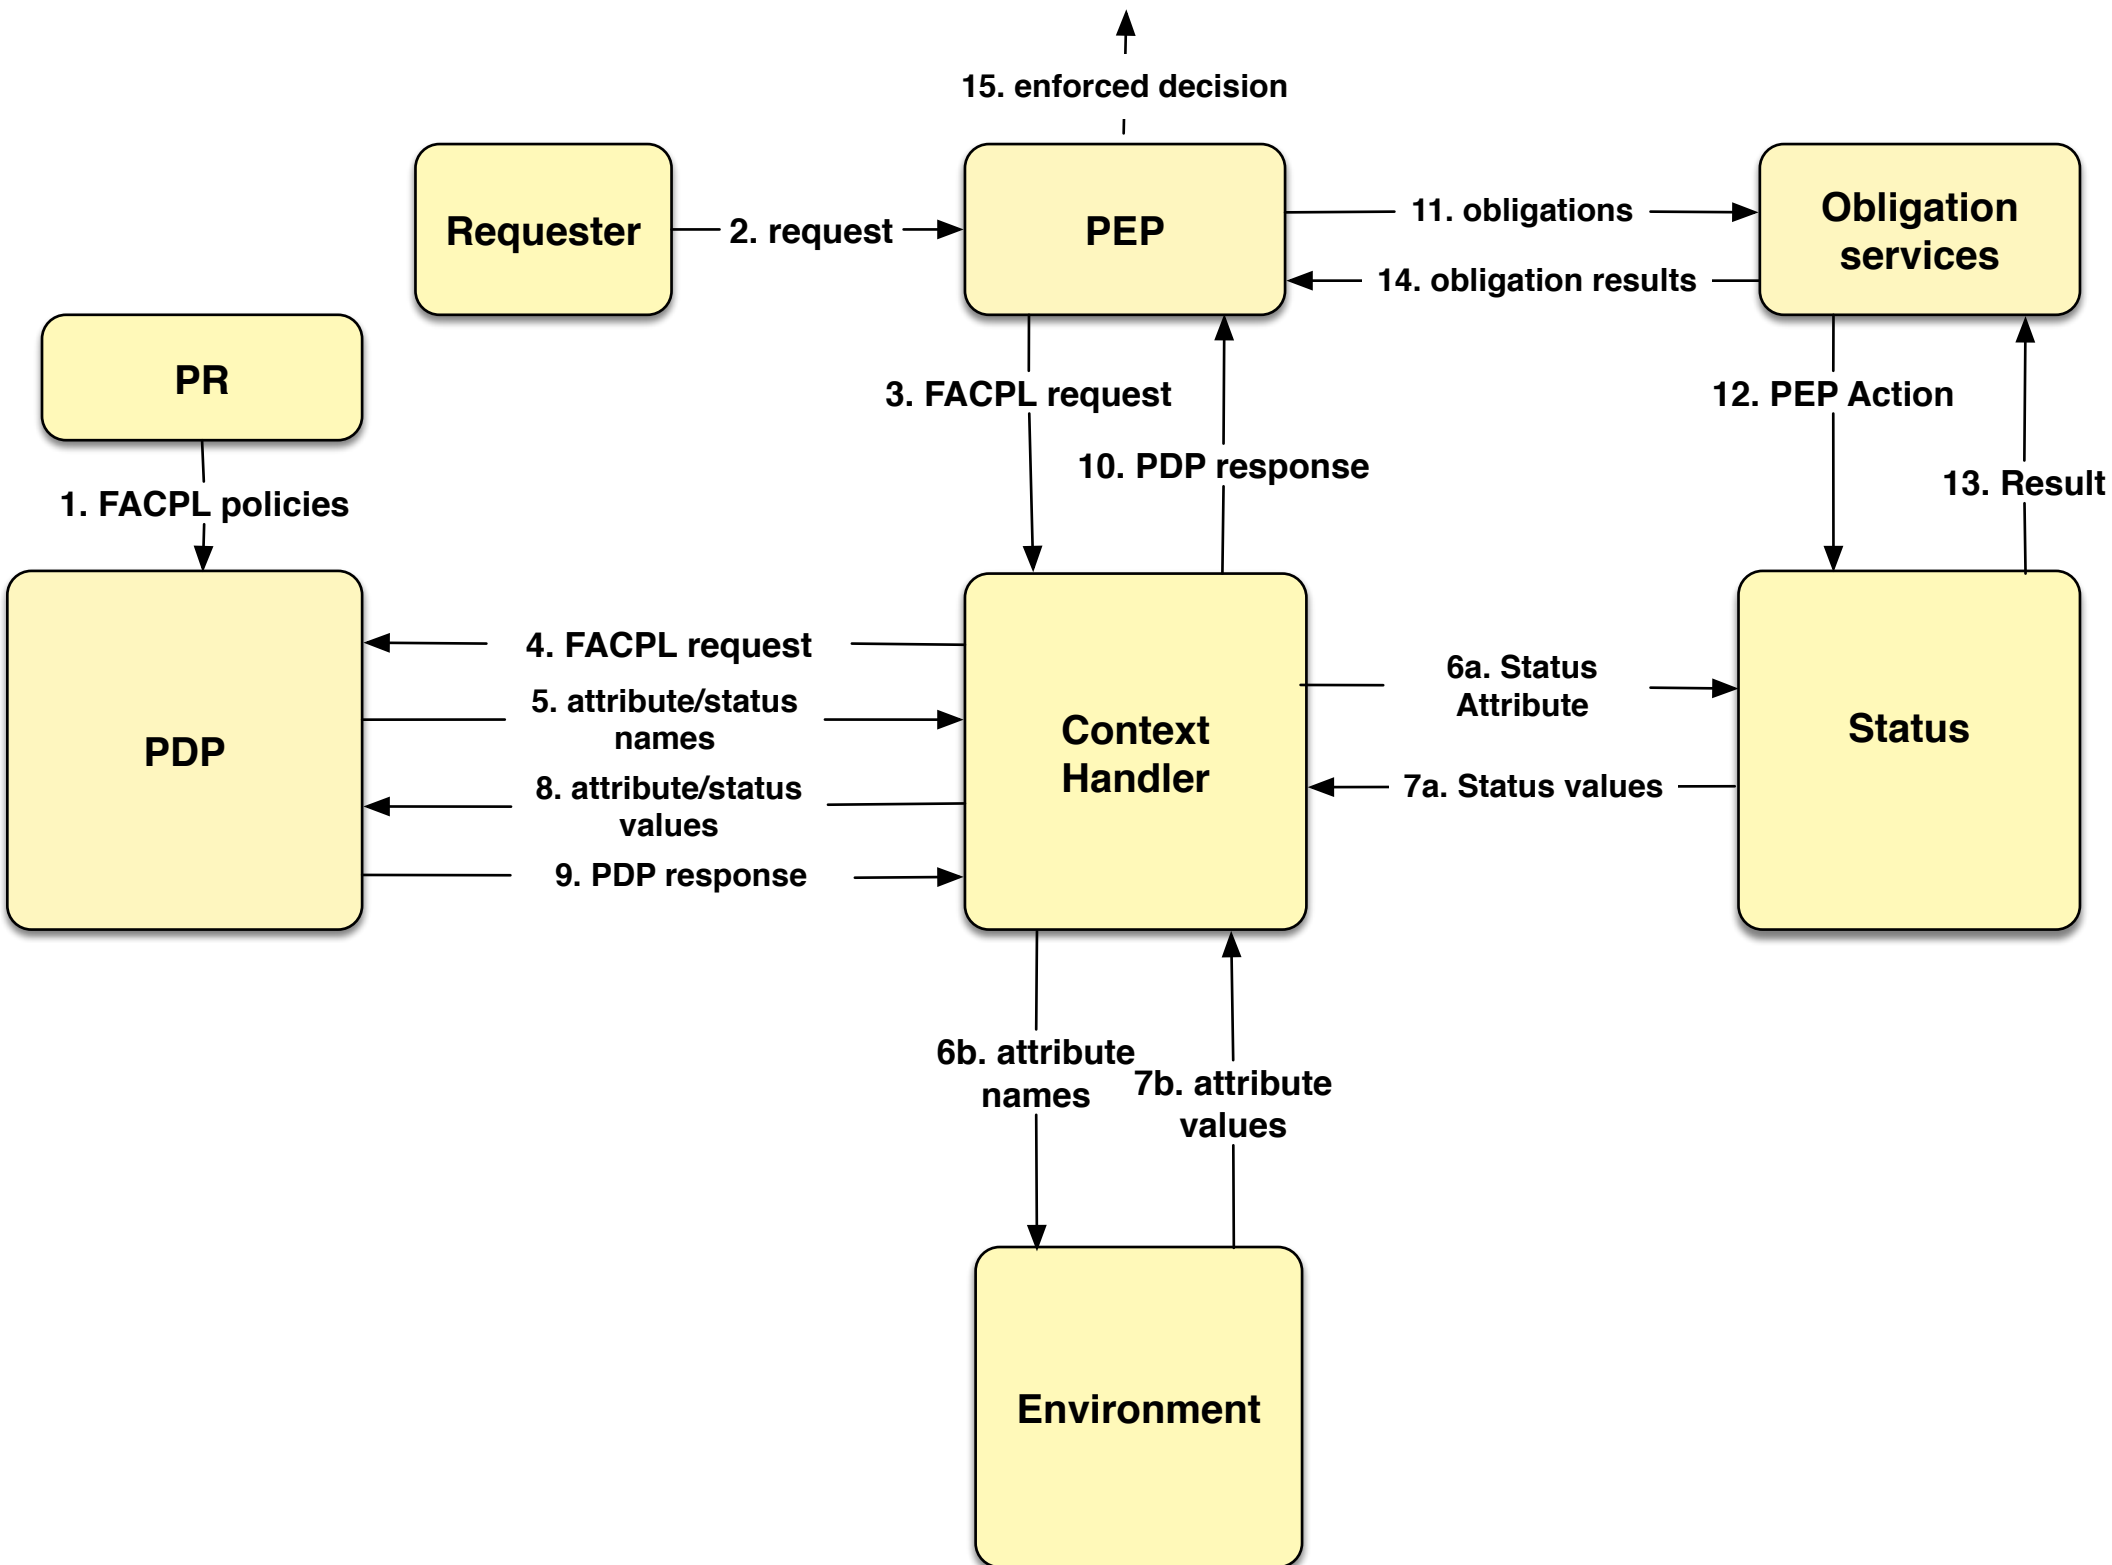 15. enforced decision
Requester
2. request
PEP
11. obligations
14. obligation results
Obligation
services
PR
3. FACPL request
10. PDP response
12. PEP Action
13. Result
1. FACPL policies
PDP
4. FACPL request
5. attribute/status
names
8. attribute/status
values
9. PDP response
Context
Handler
6a. Status
Attribute
7a. Status values
Status
6b. attribute
names
7b. attribute
values
Environment